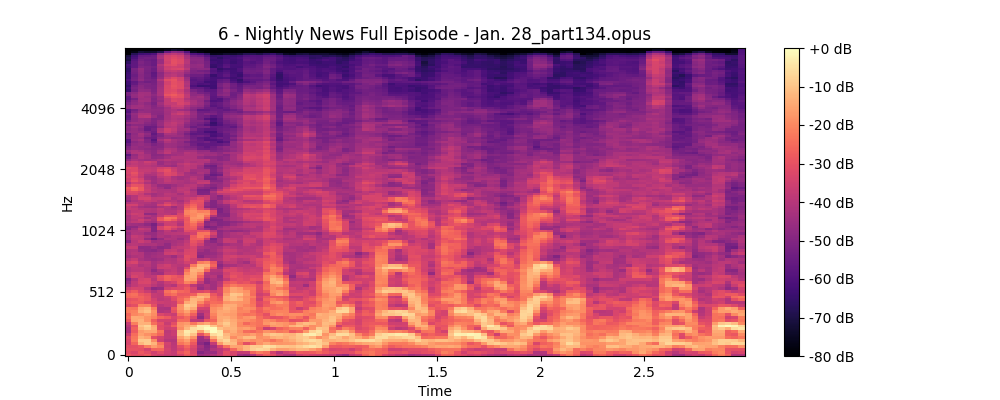 6 - Nightly News Full Episode - Jan. 28_part134.opus
Hz
4096
2048
1024
512
0
0
0.5
1
1.5
2
2.5
Time
+0 dB
-10 dB
-20 dB
-30 dB
-40 dB
-50 dB
-60 dB
-70 dB
-80 dB